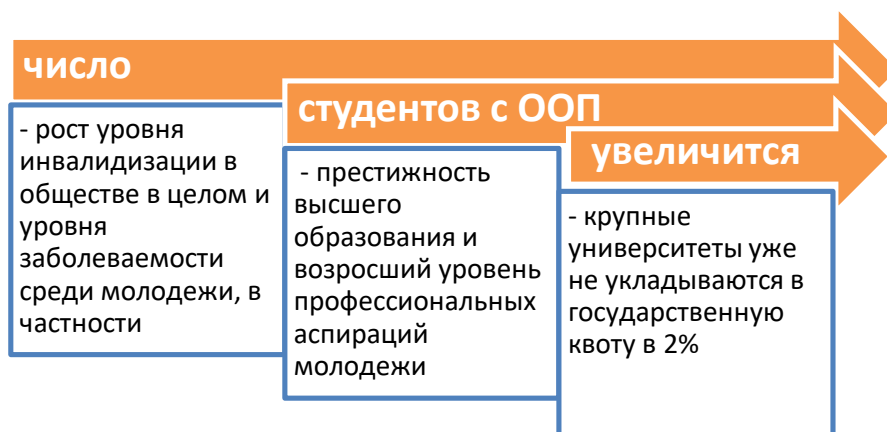 число
- рост уровня
инвалидизации в
обществе в целом и
уровня
заболеваемости
среди молодежи, в
частности
студентов с ООП
- престижность
высшего
образования и
возросший уровень
профессиональных
аспираций
молодежи
увеличится
- крупные
университеты уже
не укладываются в
государственную
квоту в 2%